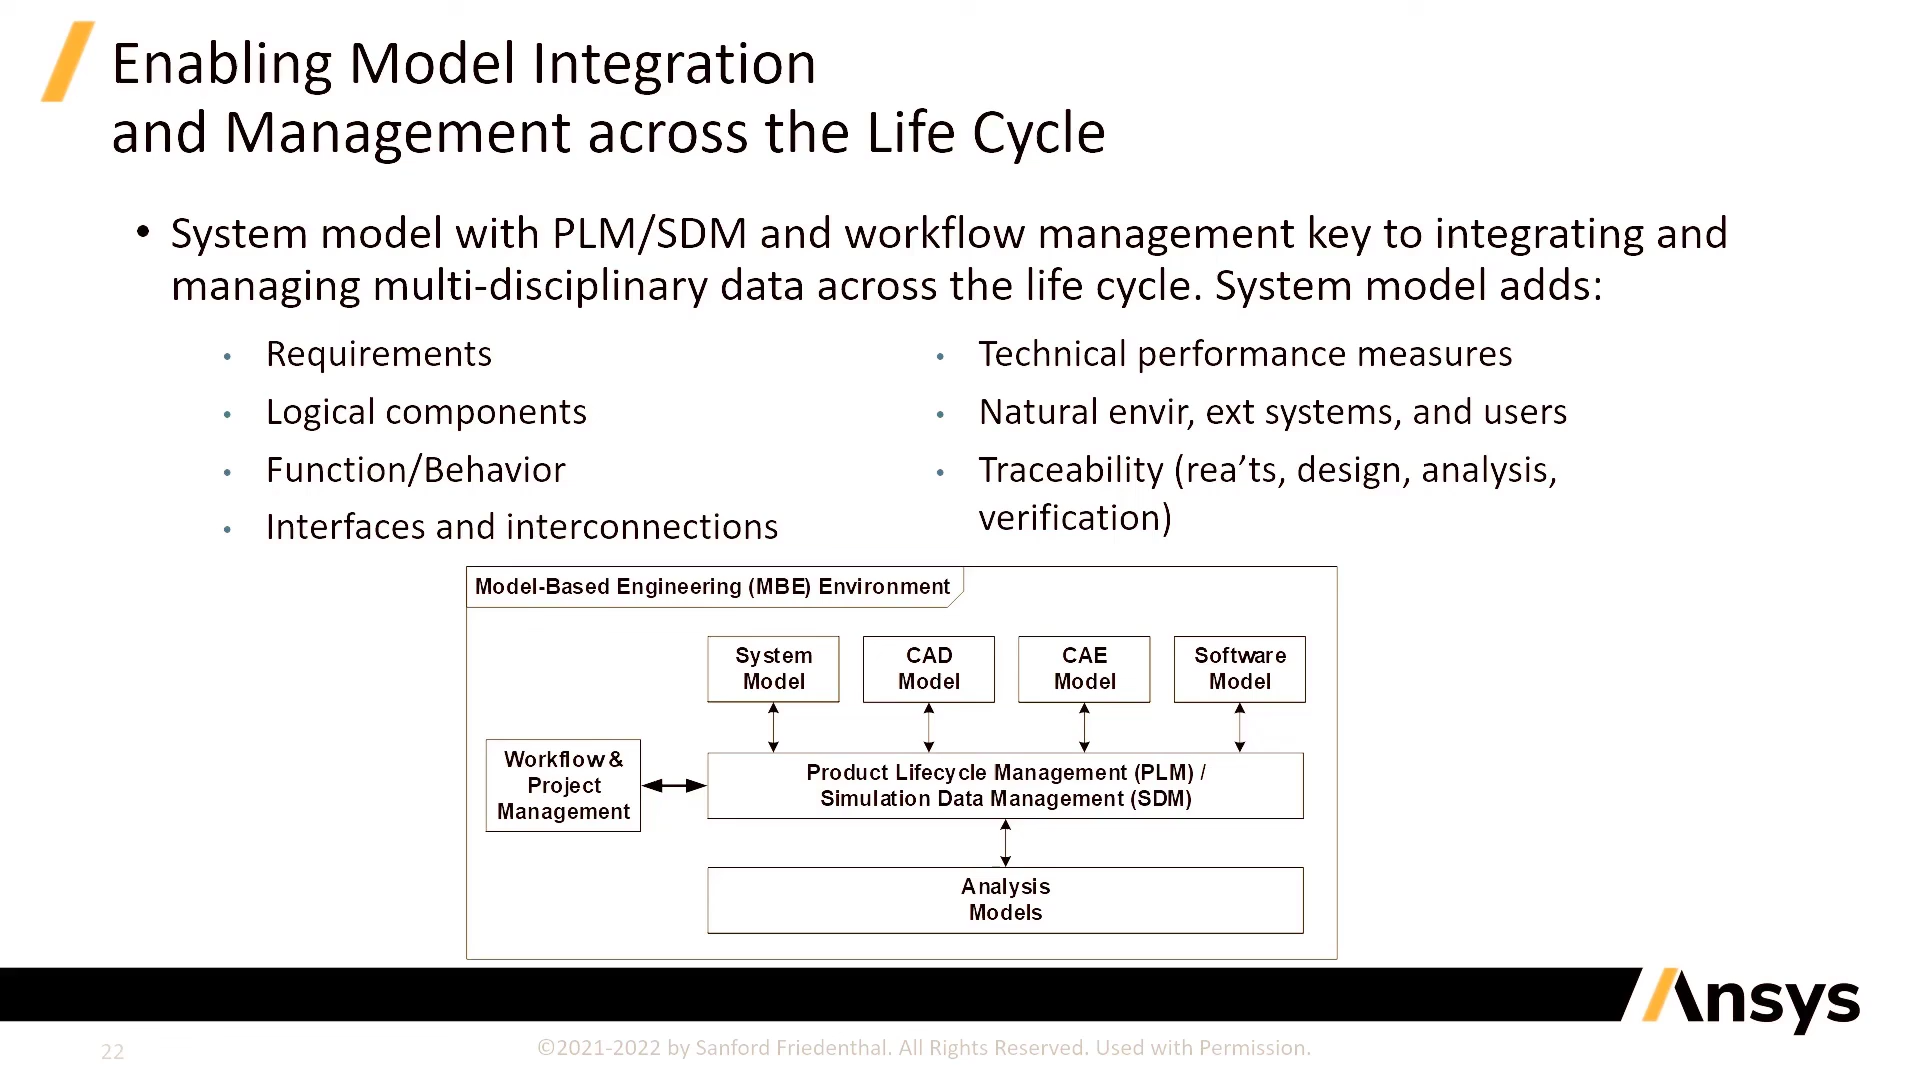 Enabling Model Integration
and Management across the Life Cycle
• System model with PLM/SDM and workflow management key to integrating and
managing multi-disciplinary data across the life cycle. System model adds:
• Requirements
• Logical components
• Function/Behavior
• Interfaces and interconnections
• Technical performance measures
• Natural envir, ext systems, and users
• Traceability (rea’ts, design, analysis,
verification)
Model-Based Engineering (MBE) Environment
System
Model
CAD
Model
CAE
Model
Software
Model
Workflow &
Project
Management
Product Lifecycle Management (PLM) /
Simulation Data Management (SDM)
Analysis
Models
Ansys
22
©2021-2022 by Sanford Friedenthal. All Rights Reserved. Used with Permission.